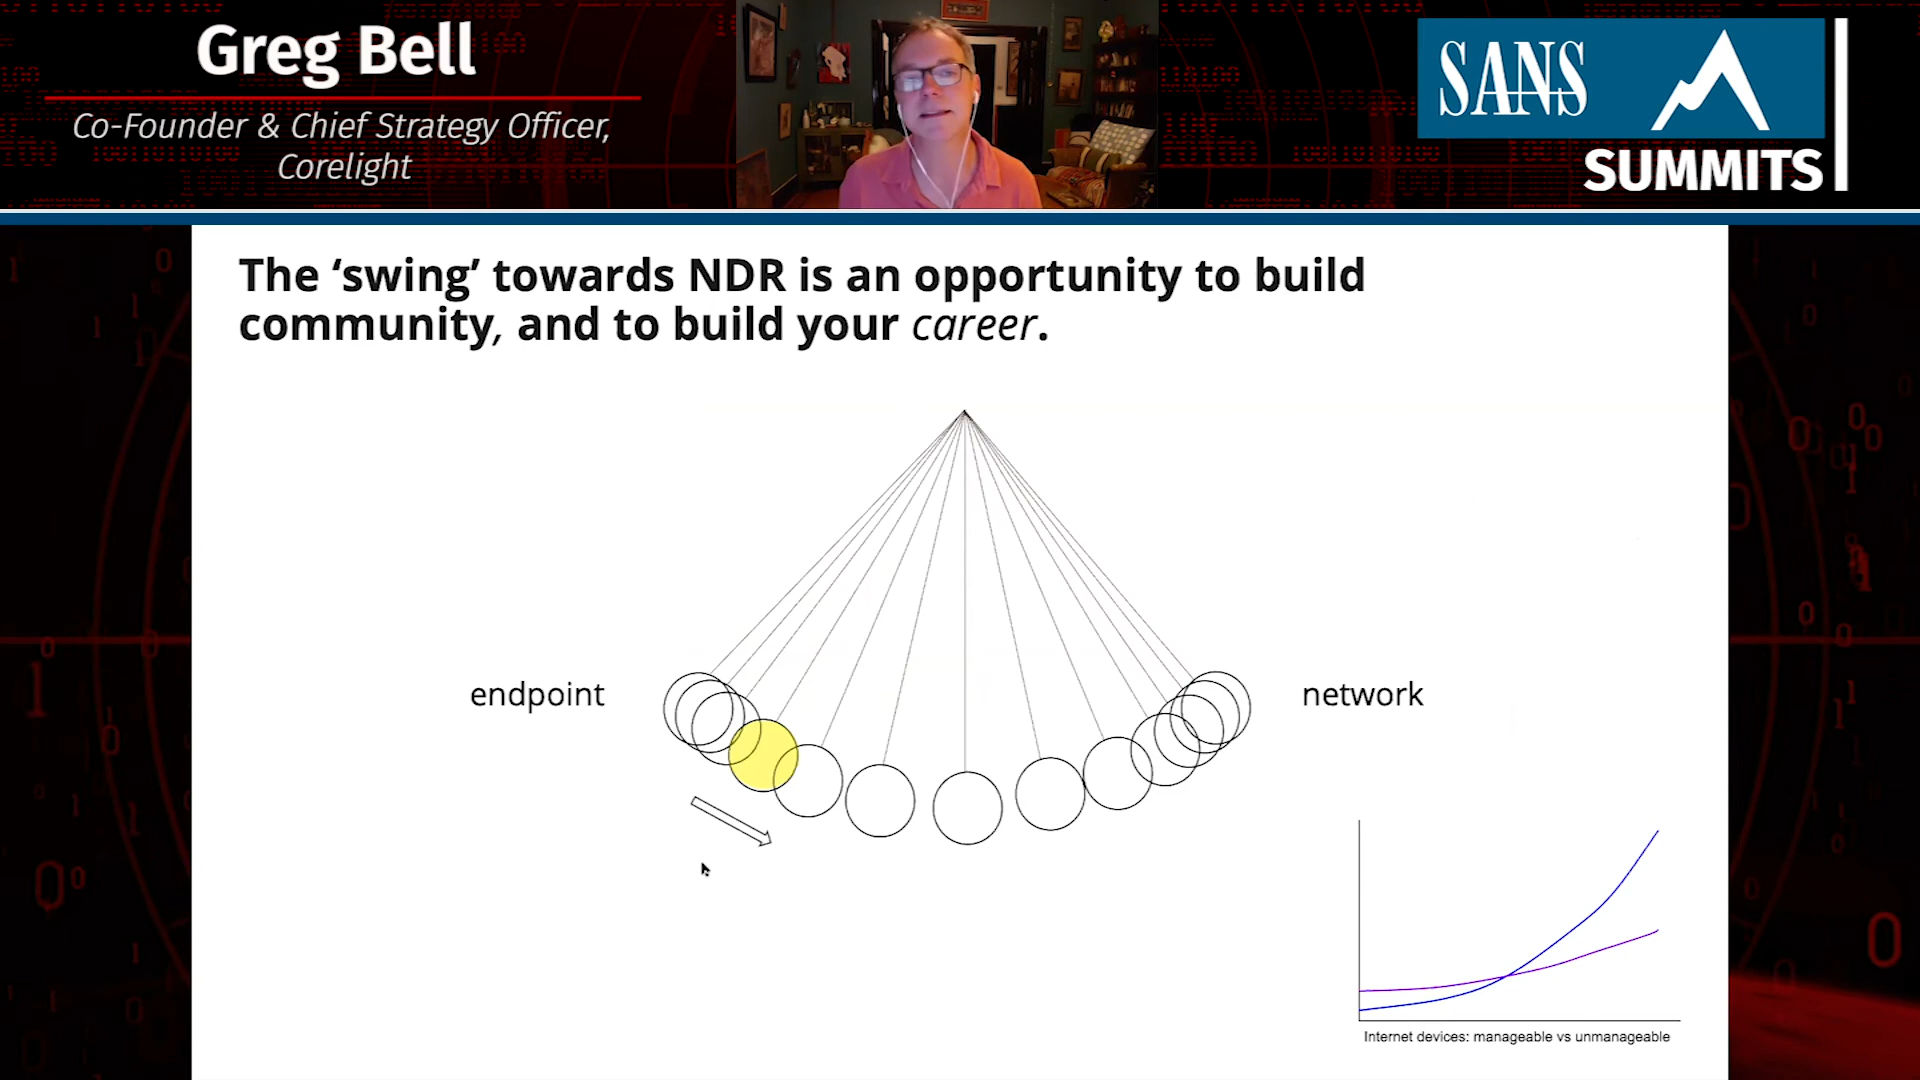 Greg Bell
Co-Founder & Chief Strategy Officer,
Corelight
SANS
SUMMITS
The ‘swing’ towards NDR is an opportunity to build
community, and to build your career.
endpoint
network
Internet devices: manageable vs unmanageable